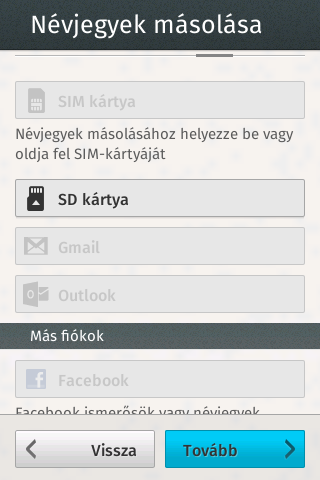 Névjegyek másolása
SIM kártya
Névjegyek másolásához helyezze be vagy
oldja fel SIM-kártyáját
SD kártya
Gmail
Outlook
Más fiókok
Facebook
Facebook ismerősök vagy névjegyek
Vissza
Tovább